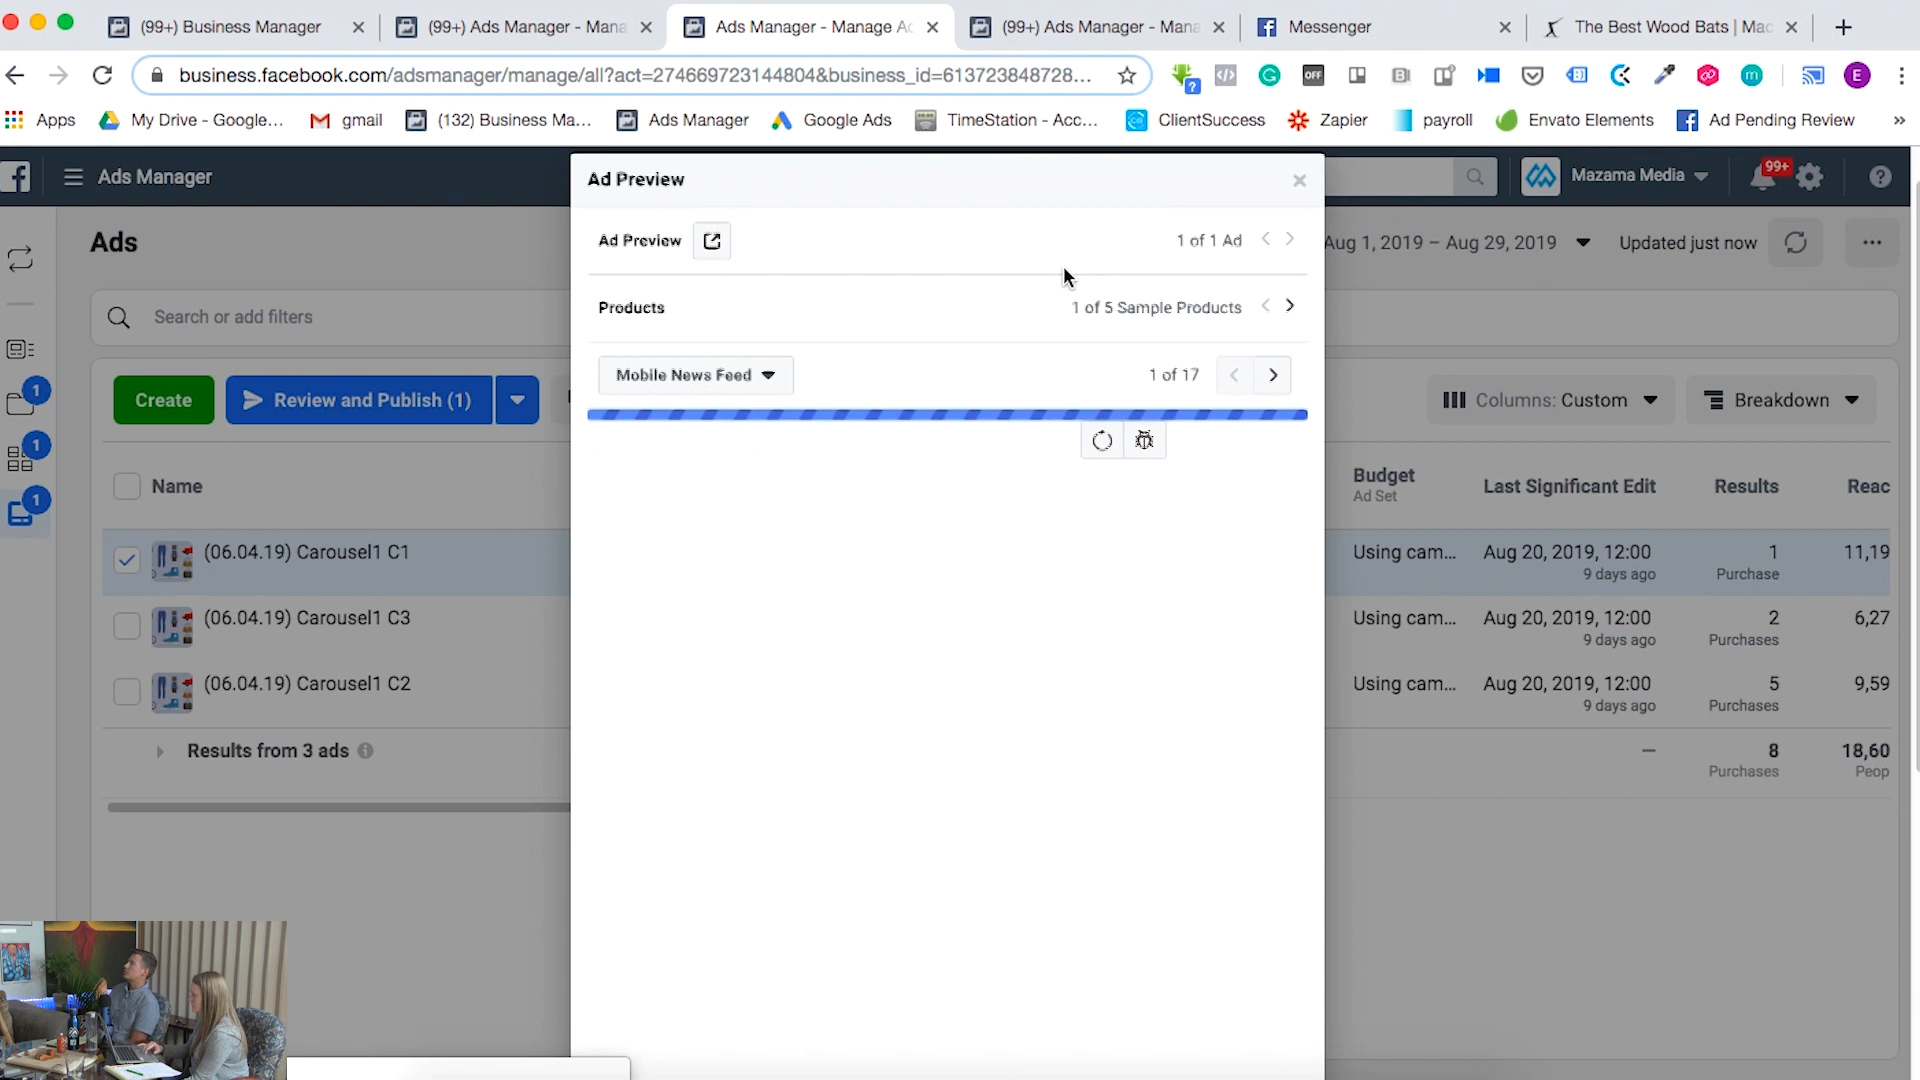 (99+) Business Manager
(99+) Ads Manager - Mana
Ads Manager - Manage Ac
(99+) Ads Manager - Mana
Messenger
The Best Wood Bats | Mac
business.facebook.com/adsmanager/manage/all?act=274669723144804&business_id=613723848728...
OFF
E
Apps
My Drive - Google...
gmail
(132) Business Ma...
Ads Manager
Google Ads
TimeStation - Acc...
ClientSuccess
Zapier
payroll
Envato Elements
Ad Pending Review
»
Ads Manager
Ad Preview
Mazama Media
99+
Ads
Ad Preview
1 of 1 Ad
Aug 1, 2019 – Aug 29, 2019
Updated just now
Search or add filters
Products
1 of 5 Sample Products
Mobile News Feed
1 of 17
Create
Review and Publish (1)
Columns: Custom
Breakdown
1
1
1
Name
Budget
Ad Set
Last Significant Edit
Results
Reac
(06.04.19) Carousel1 C1
Using cam...
Aug 20, 2019, 12:00
9 days ago
1
Purchase
11,19
(06.04.19) Carousel1 C3
Using cam...
Aug 20, 2019, 12:00
9 days ago
2
Purchases
6,27
(06.04.19) Carousel1 C2
Using cam...
Aug 20, 2019, 12:00
9 days ago
5
Purchases
9,59
Results from 3 ads
—
8
Purchases
18,60
Peop